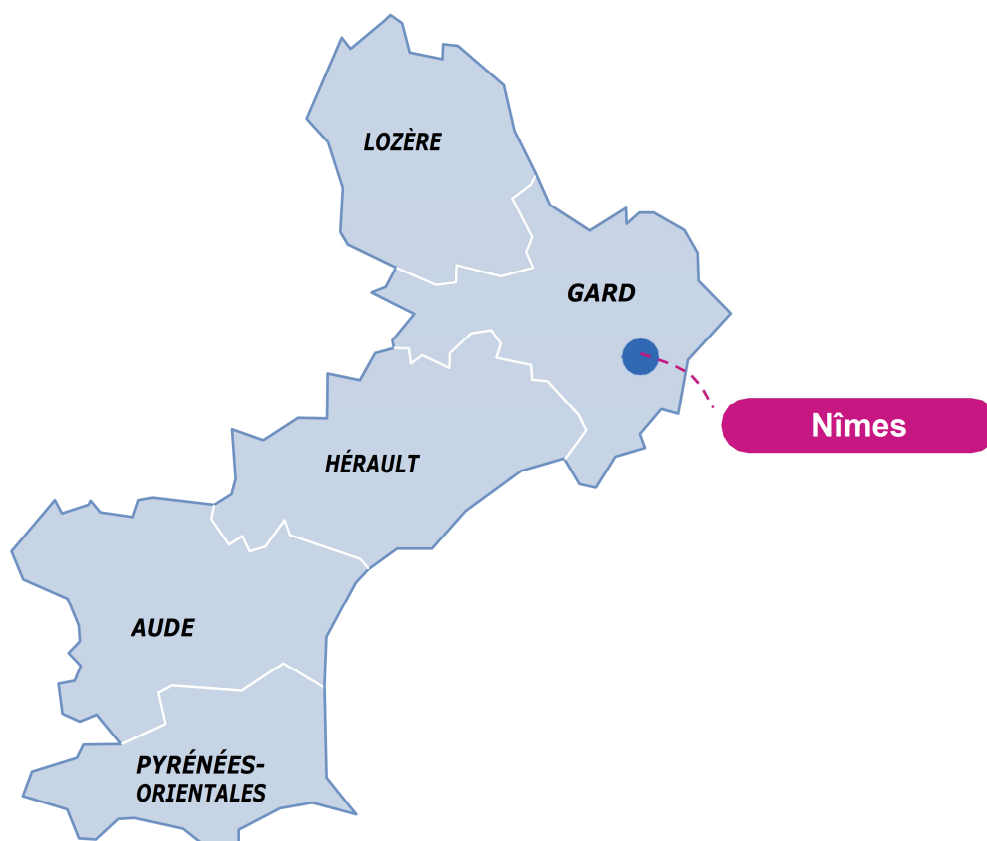 LOZÈRE
GARD
Nîmes
HÉRAULT
AUDE
PYRÉNÉES-
ORIENTALES